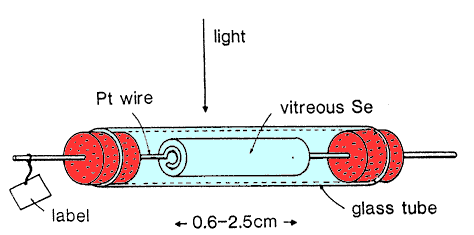 light
Pt wire
vitreous Se
label
glass tube
← 0.6-2.5cm →